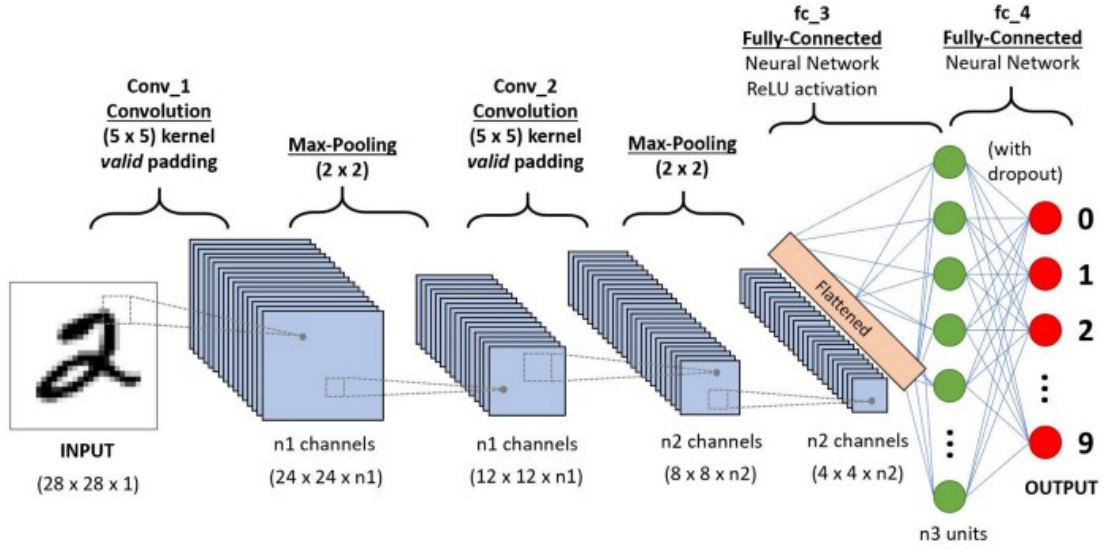 fc_3
Fully-Connected
Neural Network
ReLU activation
fc_4
Fully-Connected
Neural Network
Conv_1
Convolution
(5 x 5) kernel
valid padding
Max-Pooling
(2 x 2)
Conv_2
Convolution
(5 x 5) kernel
valid padding
Max-Pooling
(2 x 2)
(with
dropout)
0
1
2
9
OUTPUT
Flattened
2
INPUT
(28 x 28 x 1)
n1 channels
(24 x 24 x n1)
n1 channels
(12 x 12 x n1)
n2 channels
(8 x 8 x n2)
n2 channels
(4 x 4 x n2)
n3 units